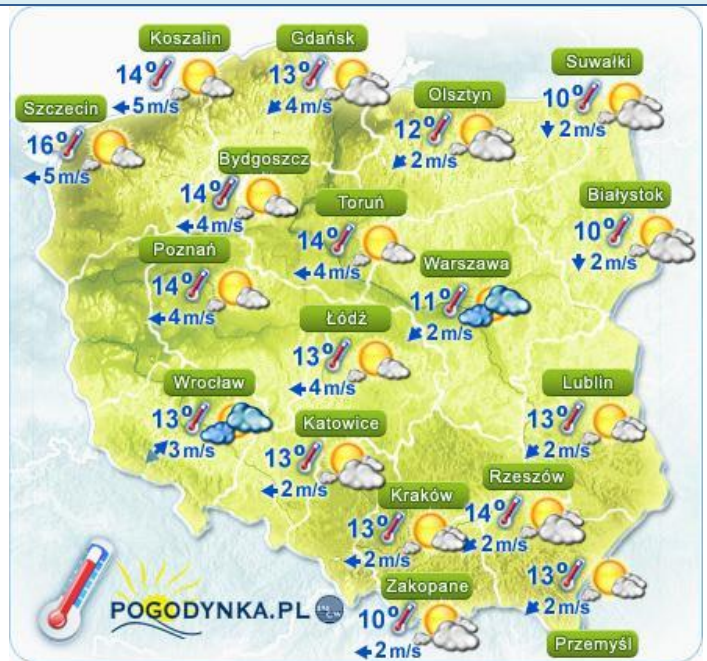 Koszalin
14°
5 m/s
Gdańsk
13°
4 m/s
Suwałki
10°
2 m/s
Szczecin
16°
5 m/s
Olsztyn
12°
2 m/s
Bydgoszcz
14°
4 m/s
Toruń
14°
4 m/s
Białystok
10°
2 m/s
Poznań
14°
4 m/s
Warszawa
11°
2 m/s
Łódź
13°
4 m/s
Wrocław
13°
3 m/s
Katowice
13°
2 m/s
Lublin
13°
2 m/s
Kraków
13°
2 m/s
Rzeszów
14°
2 m/s
Zakopane
10°
2 m/s
13°
2 m/s
Przemyśl
POGODYNKA.PL